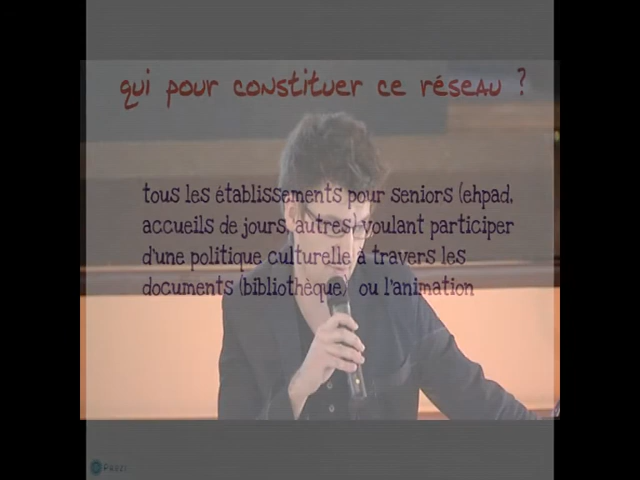 qui pour constituer ce réseau ?
tous les établissements pour seniors (ehpad,
accueils de jours, autres) voulant participer
d'une politique culturelle à travers les
documents (bibliothèque) ou l'animation
Prezi